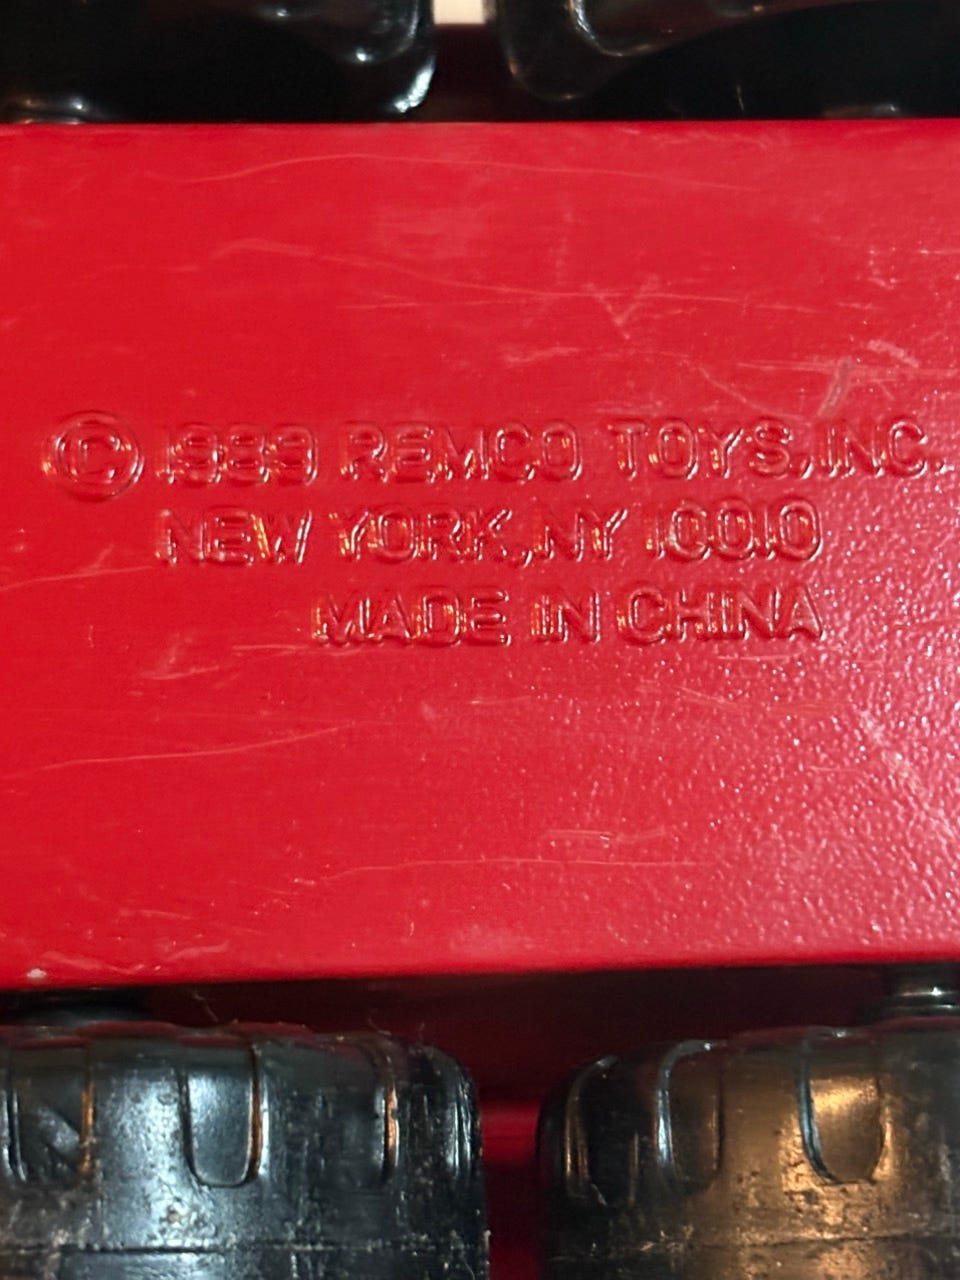 © 1989 REMCO TOYS, INC.
NEW YORK, NY 10010
MADE IN CHINA